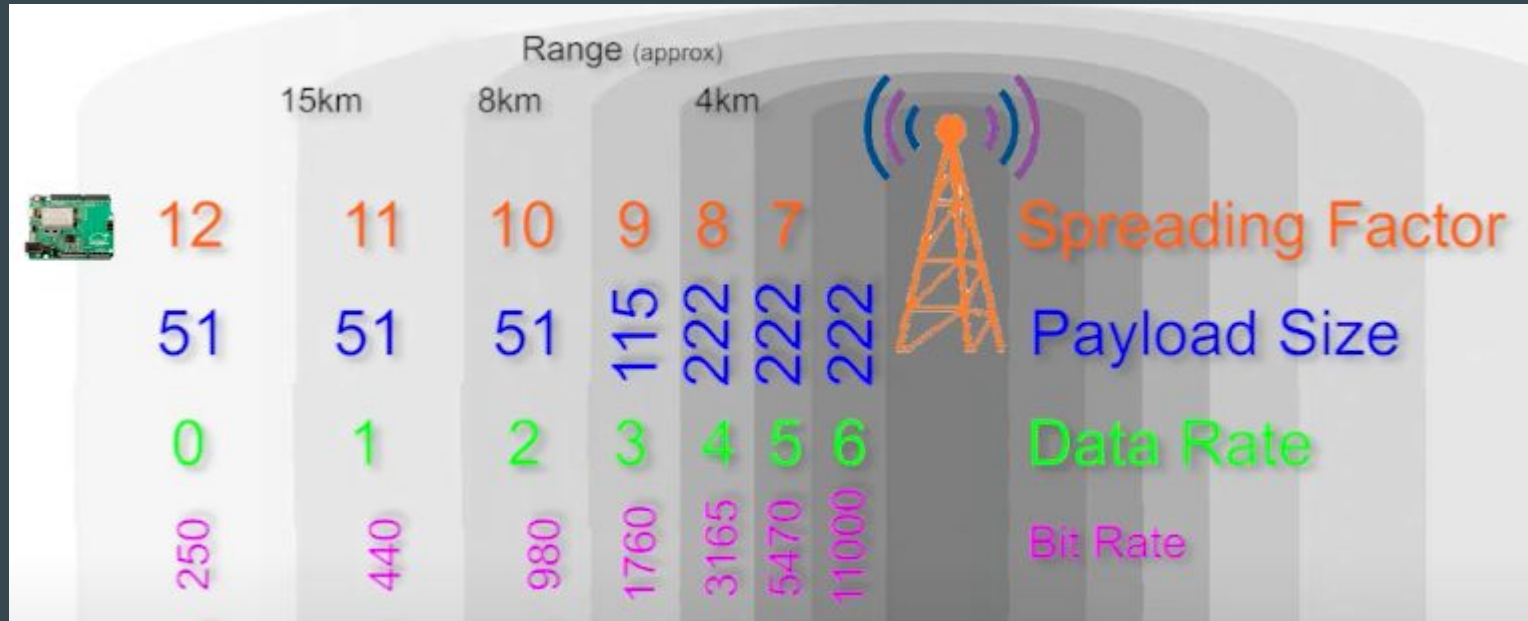 Range (approx)
15km 8km 4km
12 11 10 9 8 7 Spreading Factor
51 51 51 115 222 222 222 Payload Size
0 1 2 3 4 5 6 Data Rate
250 440 980 1760 3165 5470 11000 Bit Rate